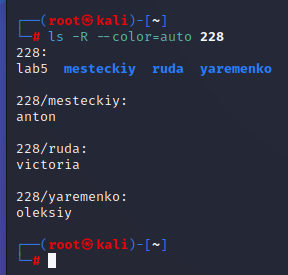 ┌──(root㉿kali)-[~]
└─# ls -R --color=auto 228
228:
lab5  mesteckiy  ruda  yaremenko

228/mesteckiy:
anton

228/ruda:
victoria

228/yaremenko:
oleksiy

┌──(root㉿kali)-[~]
└─#